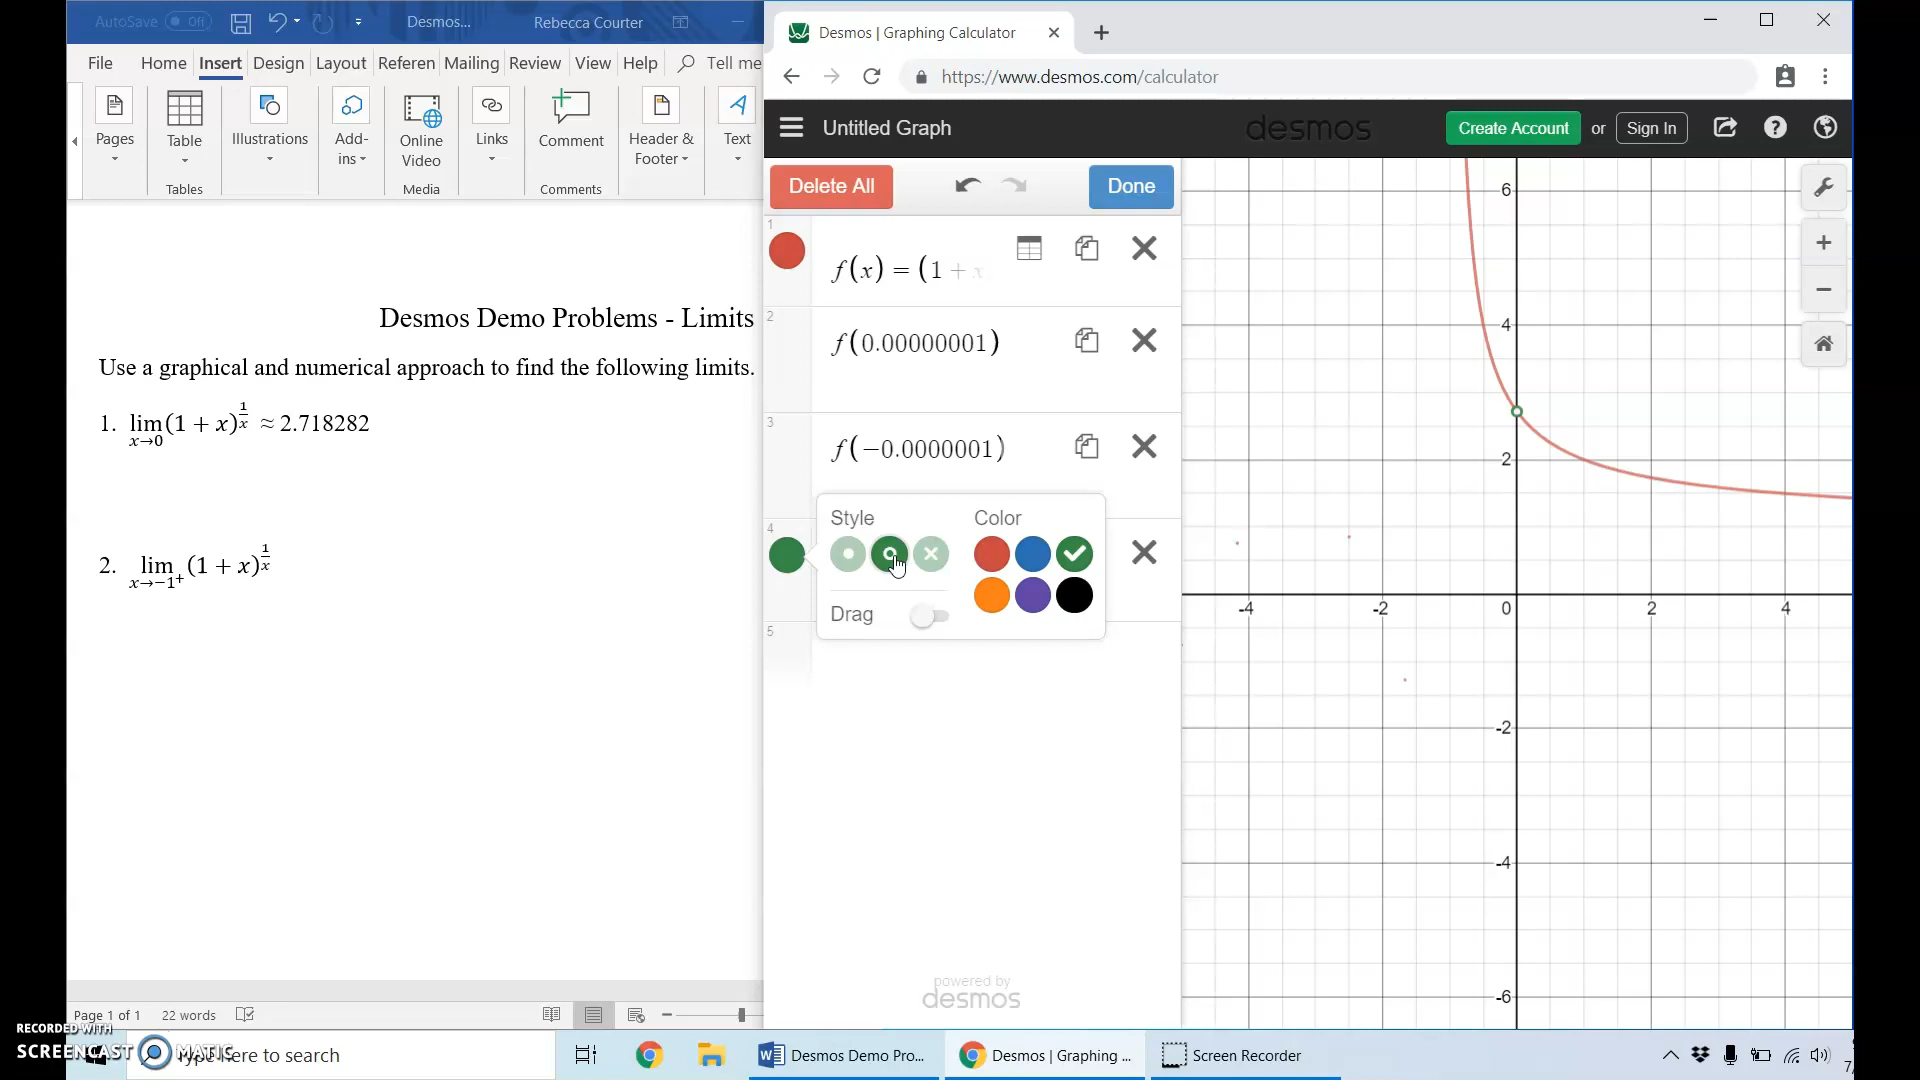 AutoSave Off Desmos... Rebecca Courter
File Home Insert Design Layout Referen Mailing Review View Help Tell me
Pages Table Illustrations Add-ins Online Video Links Comment Header & Footer Text
Tables Media Comments
Desmos Demo Problems - Limits
Use a graphical and numerical approach to find the following limits.
1. lim x→0 (1 + x)^(1/x) ≈ 2.718282
2. lim x→−1⁺ (1 + x)^(1/x)
Page 1 of 1 22 words
Desmos | Graphing Calculator
https://www.desmos.com/calculator
Untitled Graph desmos Create Account or Sign In
Delete All Done
1
f(x) = (1 + x
2
f(0.00000001)
3
f(−0.0000001)
4
Style Color
Drag
5
powered by
desmos
6
4
2
-4 -2 0 2 4
-2
-4
-6
RECORDED WITH
SCREENCAST MATIC
Type here to search
Desmos Demo Pro...
Desmos | Graphing ...
Screen Recorder